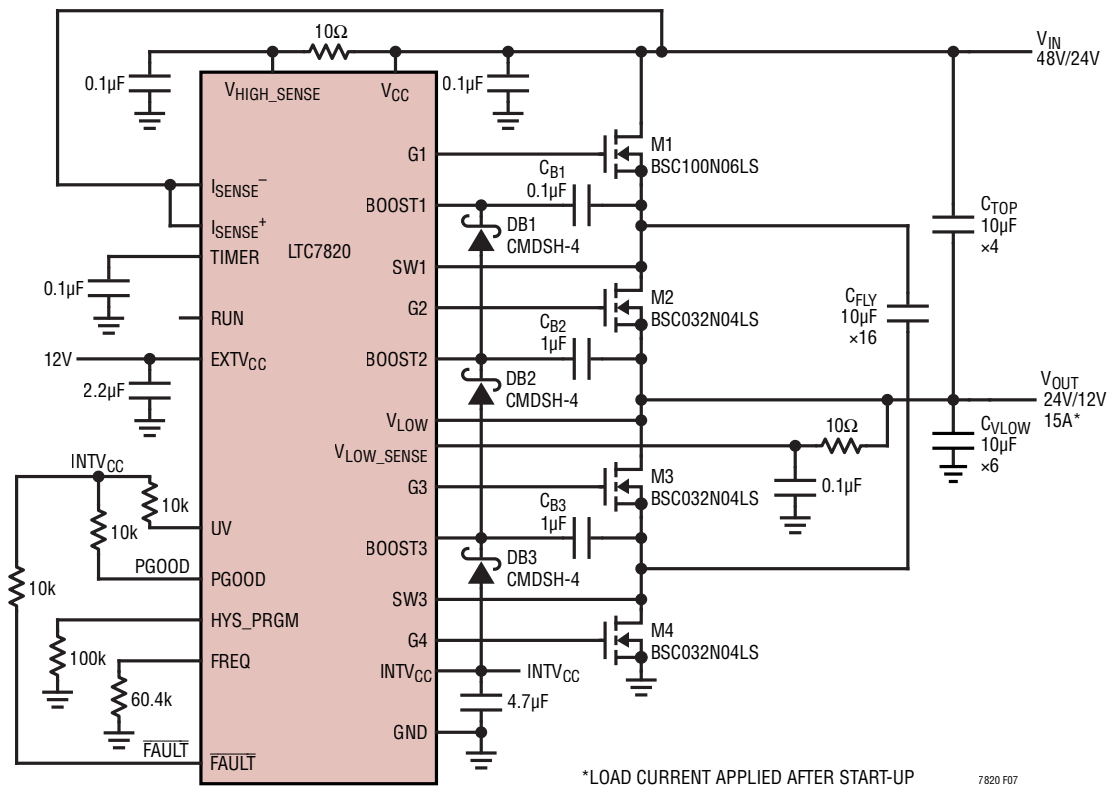 10Ω
V_IN
48V/24V
0.1µF
V_HIGH_SENSE
V_CC
0.1µF
G1
M1
BSC100N06LS
C_B1
0.1µF
I_SENSE⁻
BOOST1
C_TOP
10µF
×4
I_SENSE⁺
DB1
CMDSH-4
TIMER
LTC7820
SW1
0.1µF
M2
BSC032N04LS
C_FLY
10µF
×16
G2
RUN
C_B2
1µF
12V
EXTV_CC
BOOST2
DB2
CMDSH-4
V_OUT
24V/12V
15A*
2.2µF
V_LOW
10Ω
C_VLOW
10µF
×6
V_LOW_SENSE
INTV_CC
M3
BSC032N04LS
0.1µF
G3
10k
C_B3
1µF
10k
UV
BOOST3
DB3
CMDSH-4
PGOOD
PGOOD
10k
SW3
HYS_PRGM
M4
BSC032N04LS
G4
100k
FREQ
INTV_CC
INTV_CC
60.4k
4.7µF
GND
FAULT
FAULT
*LOAD CURRENT APPLIED AFTER START-UP
7820 F07